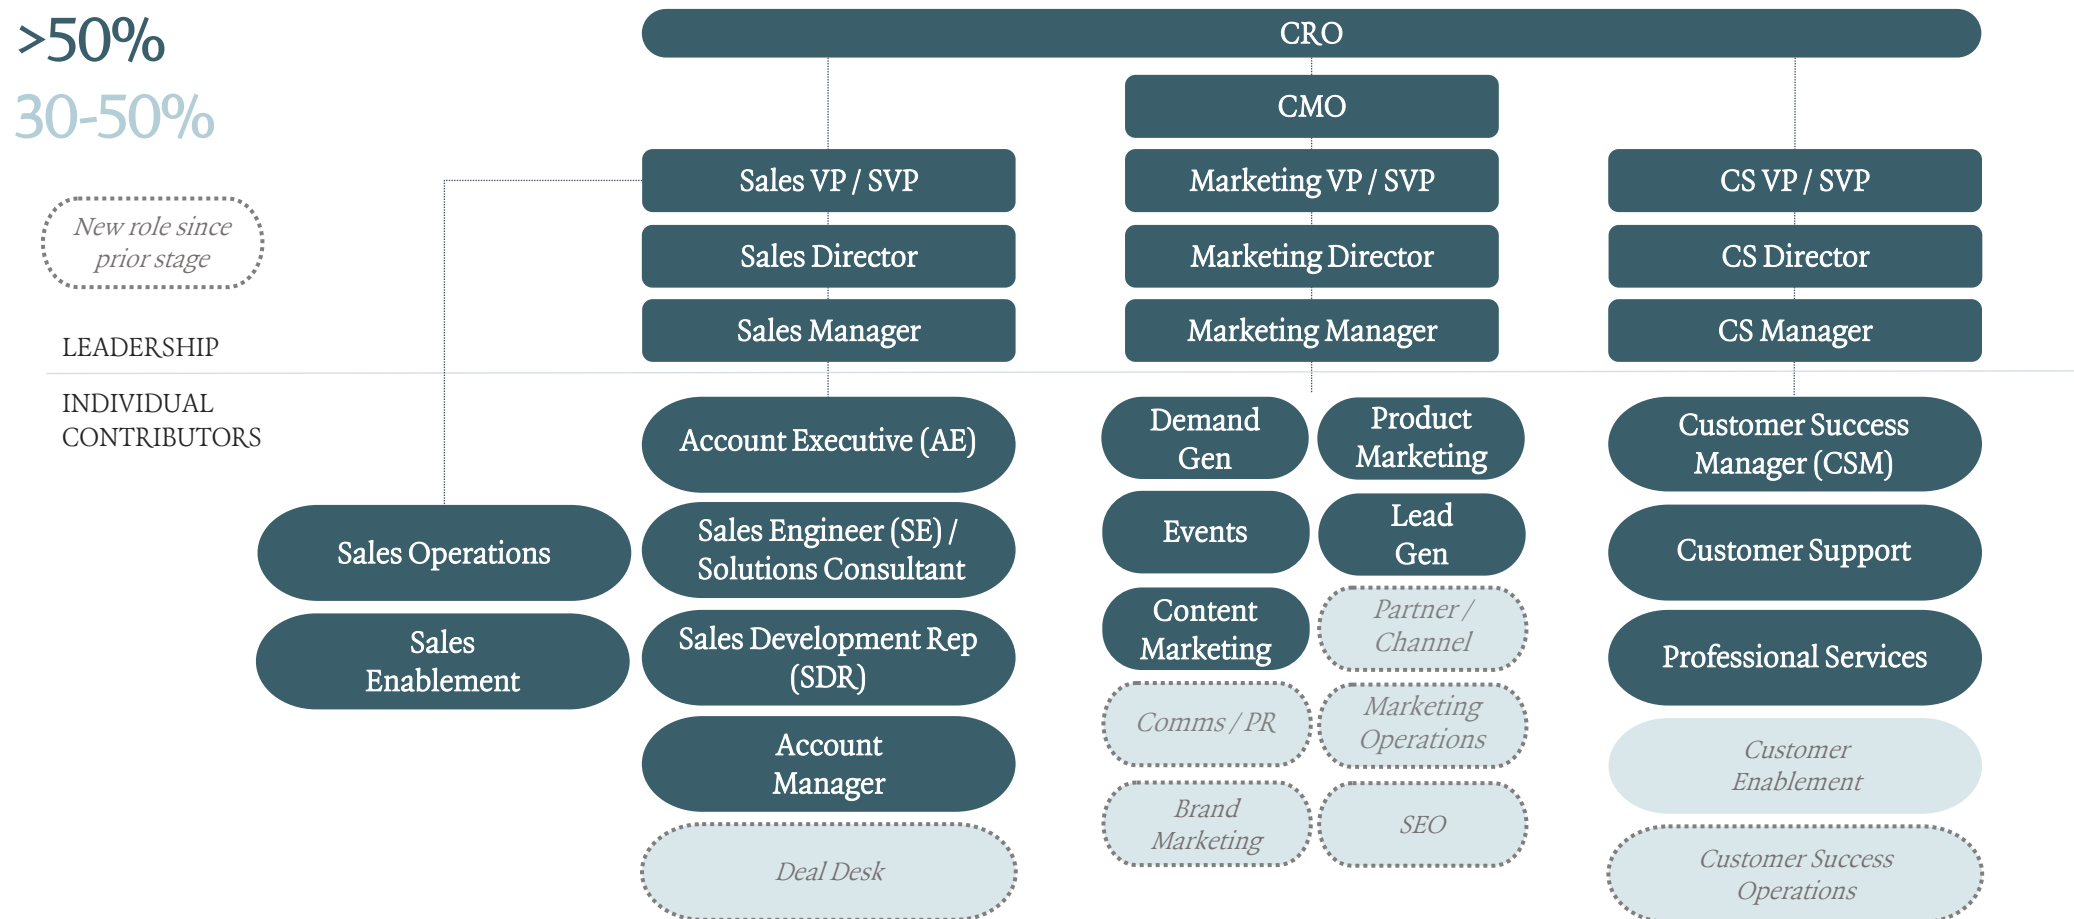 >50%
30-50%
New role since
prior stage
LEADERSHIP
INDIVIDUAL
CONTRIBUTORS
CRO
CMO
Sales VP / SVP
Marketing VP / SVP
CS VP / SVP
Sales Director
Marketing Director
CS Director
Sales Manager
Marketing Manager
CS Manager
Sales Operations
Sales
Enablement
Account Executive (AE)
Sales Engineer (SE) /
Solutions Consultant
Sales Development Rep
(SDR)
Account
Manager
Deal Desk
Demand
Gen
Product
Marketing
Events
Lead
Gen
Content
Marketing
Partner /
Channel
Comms / PR
Marketing
Operations
Brand
Marketing
SEO
Customer Success
Manager (CSM)
Customer Support
Professional Services
Customer
Enablement
Customer Success
Operations